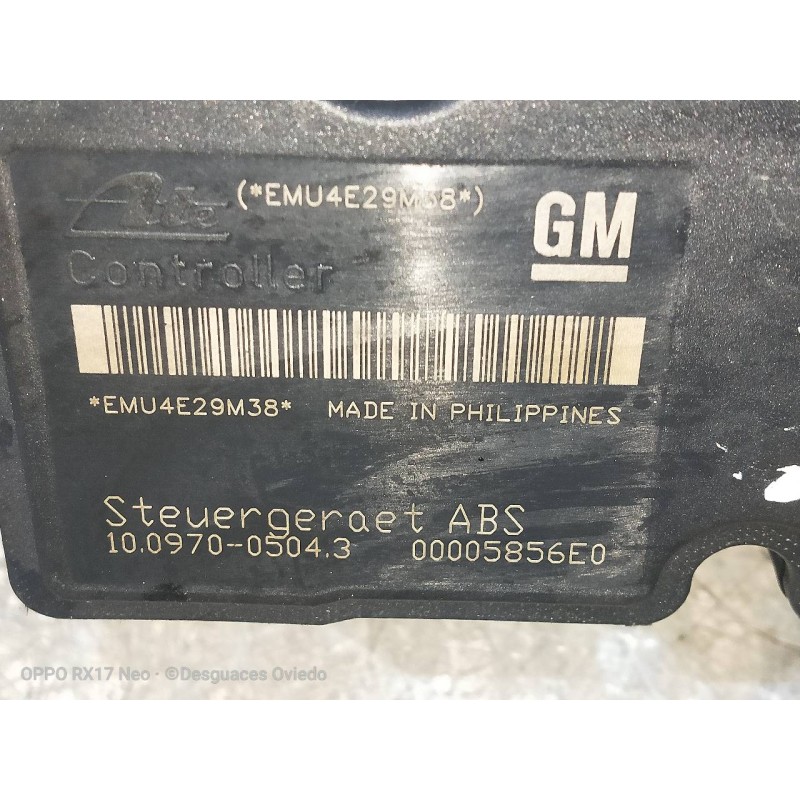 Ate (*EMU4E29M38*) GM
Controller
*EMU4E29M38* MADE IN PHILIPPINES
Steuergeraet ABS
10.0970-0504.3 00005856E0
OPPO RX17 Neo · ©Desguaces Oviedo